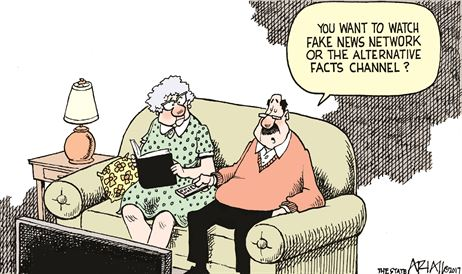 YOU WANT TO WATCH
FAKE NEWS NETWORK
OR THE ALTERNATIVE
FACTS CHANNEL?
THE STATE ARIAIL ©2017